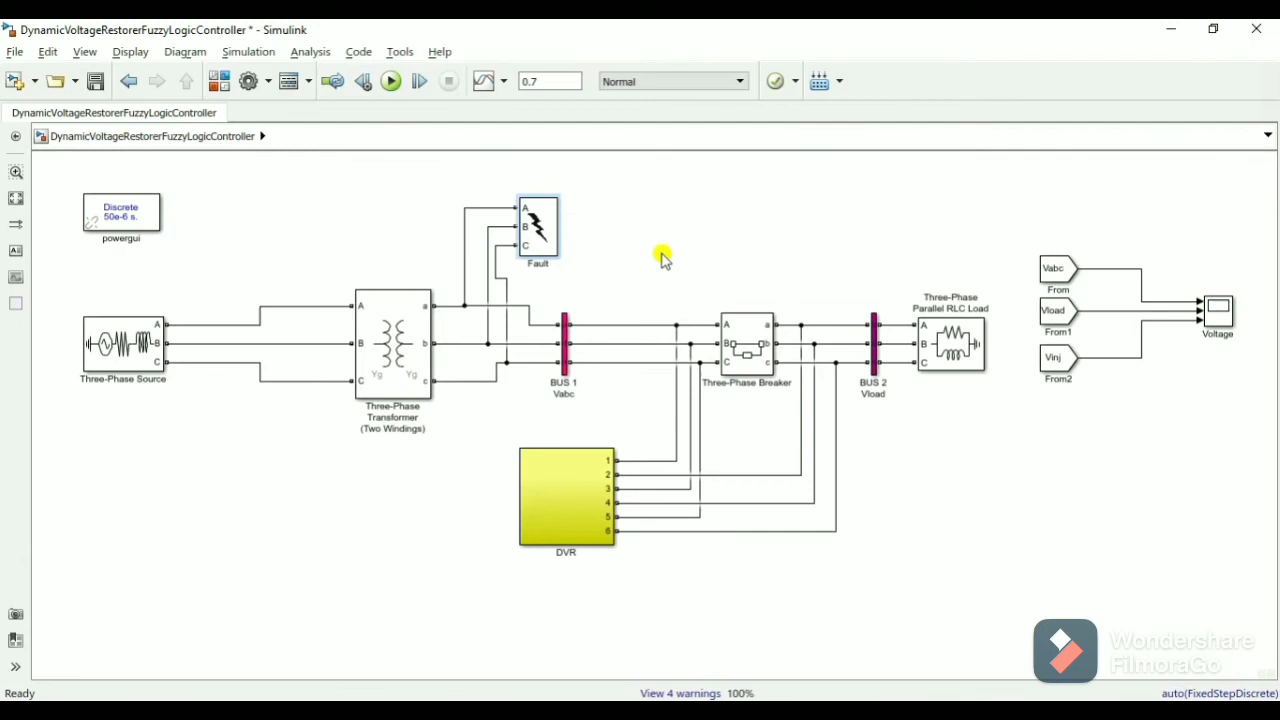 DynamicVoltageRestorerFuzzyLogicController * - Simulink
File Edit View Display Diagram Simulation Analysis Code Tools Help
0.7 Normal
DynamicVoltageRestorerFuzzyLogicController
DynamicVoltageRestorerFuzzyLogicController
Discrete
50e-6 s.
powergui
A
B
C
Fault
A
B
C
Three-Phase Source
A a
B b
C c
Yg Yg
Three-Phase
Transformer
(Two Windings)
BUS 1
Vabc
A a
B b
C c
Three-Phase Breaker
BUS 2
Vload
Three-Phase
Parallel RLC Load
A
B
C
Vabc
From
Vload
From1
Vinj
From2
Voltage
1
2
3
4
5
6
DVR
Wondershare
FilmoraGo
Ready View 4 warnings 100% auto(FixedStepDiscrete)